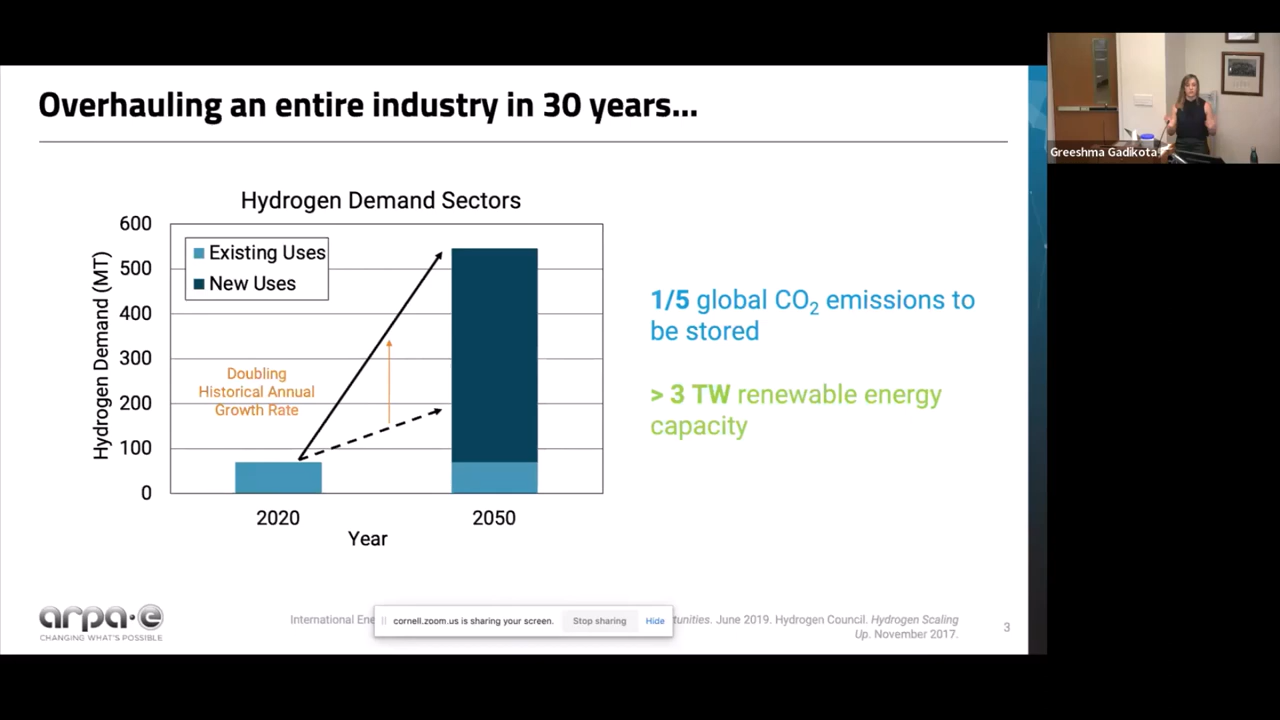 Overhauling an entire industry in 30 years...
Hydrogen Demand Sectors
Hydrogen Demand (MT)
600
500
400
300
200
100
0
Existing Uses
New Uses
Doubling
Historical Annual
Growth Rate
2020
2050
Year
1/5 global CO₂ emissions to
be stored
> 3 TW renewable energy
capacity
arpa·e
CHANGING WHAT'S POSSIBLE
International Ene
cornell.zoom.us is sharing your screen.
Stop sharing
Hide
tunities. June 2019. Hydrogen Council. Hydrogen Scaling
Up. November 2017.
3
Greeshma Gadikota